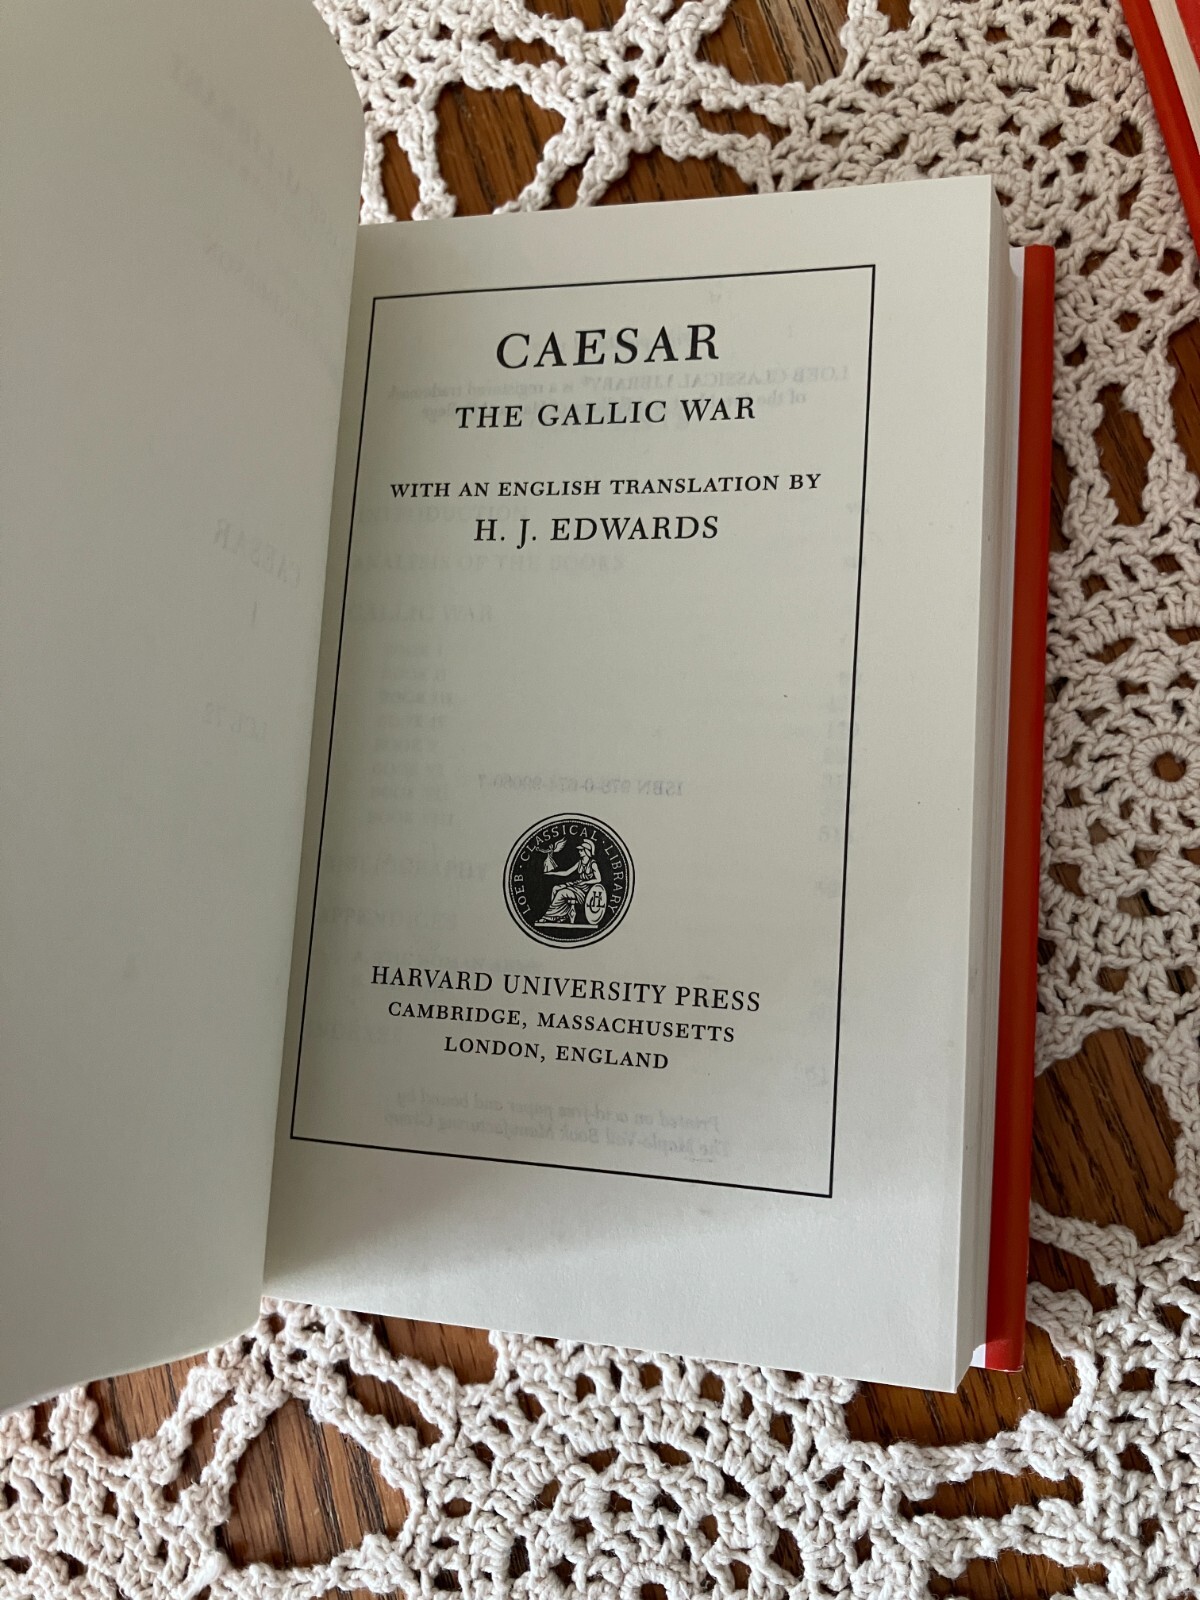 CAESAR
THE GALLIC WAR
WITH AN ENGLISH TRANSLATION BY
H. J. EDWARDS
LOEB · CLASSICAL · LIBRARY
HARVARD UNIVERSITY PRESS
CAMBRIDGE, MASSACHUSETTS
LONDON, ENGLAND